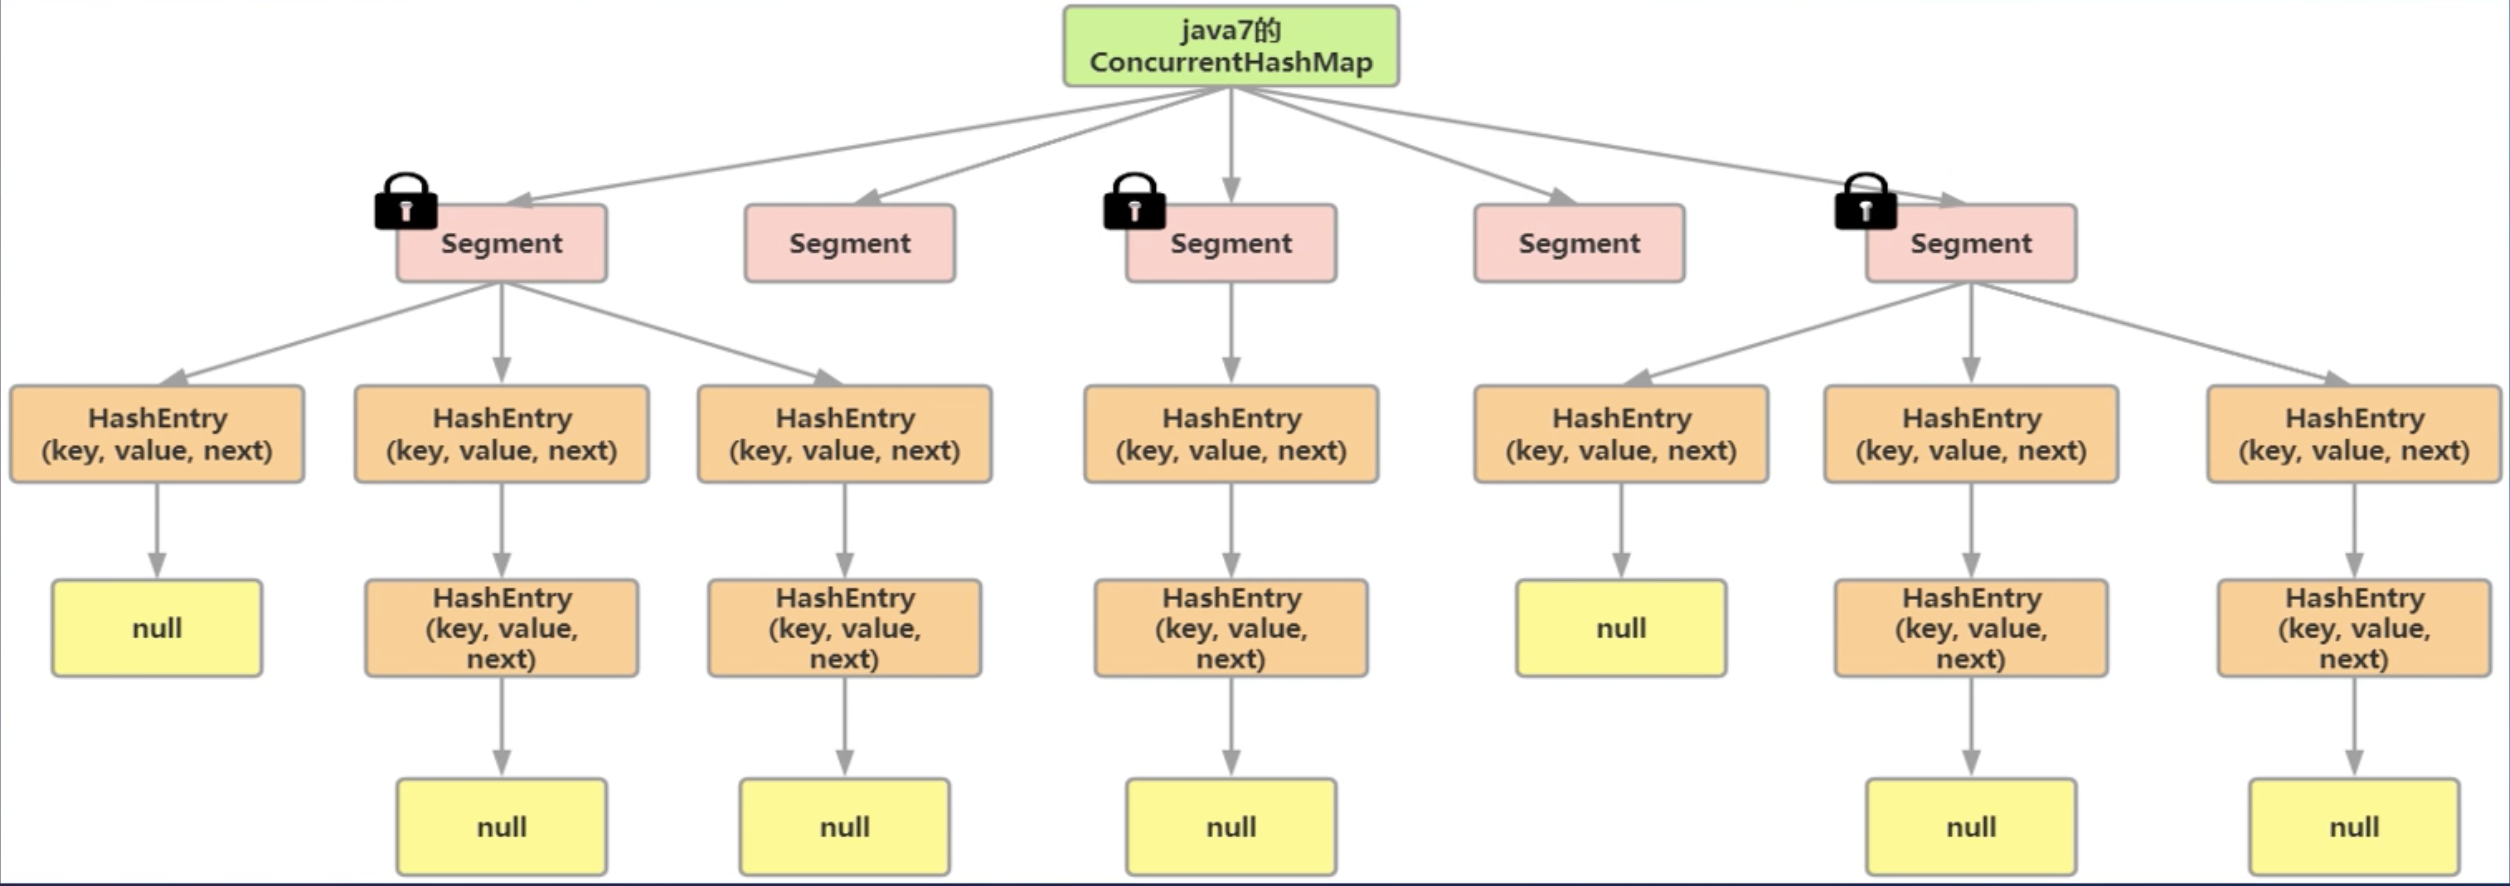 java7的
ConcurrentHashMap
Segment
Segment
Segment
Segment
Segment
HashEntry
(key, value, next)
HashEntry
(key, value, next)
HashEntry
(key, value, next)
HashEntry
(key, value, next)
HashEntry
(key, value, next)
HashEntry
(key, value, next)
HashEntry
(key, value, next)
null
HashEntry
(key, value,
next)
HashEntry
(key, value,
next)
HashEntry
(key, value,
next)
null
HashEntry
(key, value,
next)
HashEntry
(key, value,
next)
null
null
null
null
null